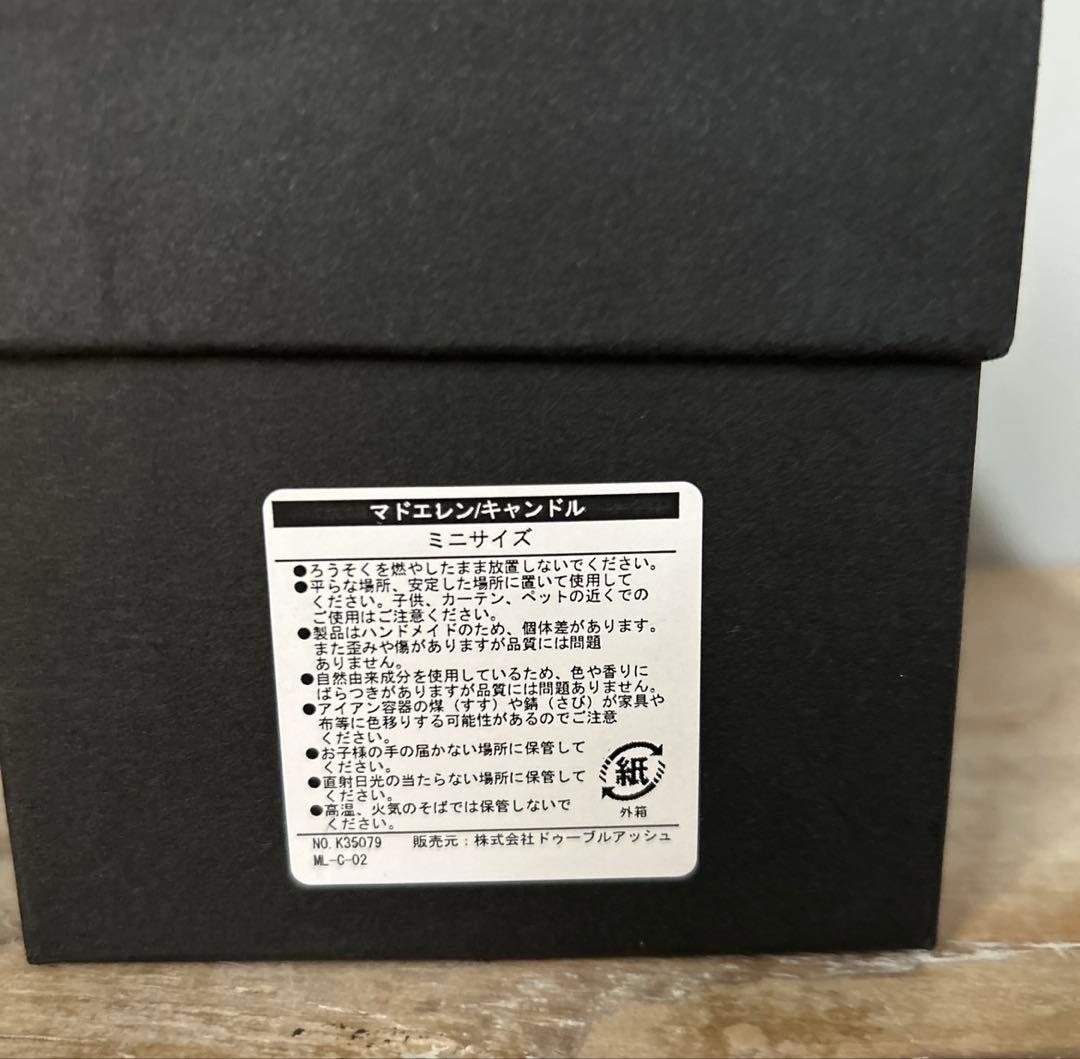 マドエレン/キャンドル
ミニサイズ
●ろうそくを燃やしたまま放置しないでください。
●平らな場所、安定した場所に置いて使用して
ください。子供、カーテン、ペットの近くでの
ご使用はご注意ください。
●製品はハンドメイドのため、個体差があります。
また歪みや傷がありますが品質には問題
ありません。
●自然由来成分を使用しているため、色や香りに
ばらつきがありますが品質には問題ありません。
●アイアン容器の煤（すす）や錆（さび）が家具や
布等に色移りする可能性があるのでご注意
ください。
●お子様の手の届かない場所に保管して
ください。
●直射日光の当たらない場所に保管して
ください。
●高温、火気のそばでは保管しないで
ください。
紙
外箱
NO.K35079 販売元：株式会社ドゥーブルアッシュ
ML-C-02